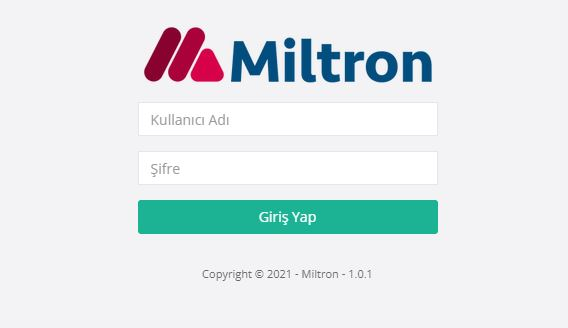 Miltron
Kullanıcı Adı
Şifre
Giriş Yap
Copyright © 2021 - Miltron - 1.0.1